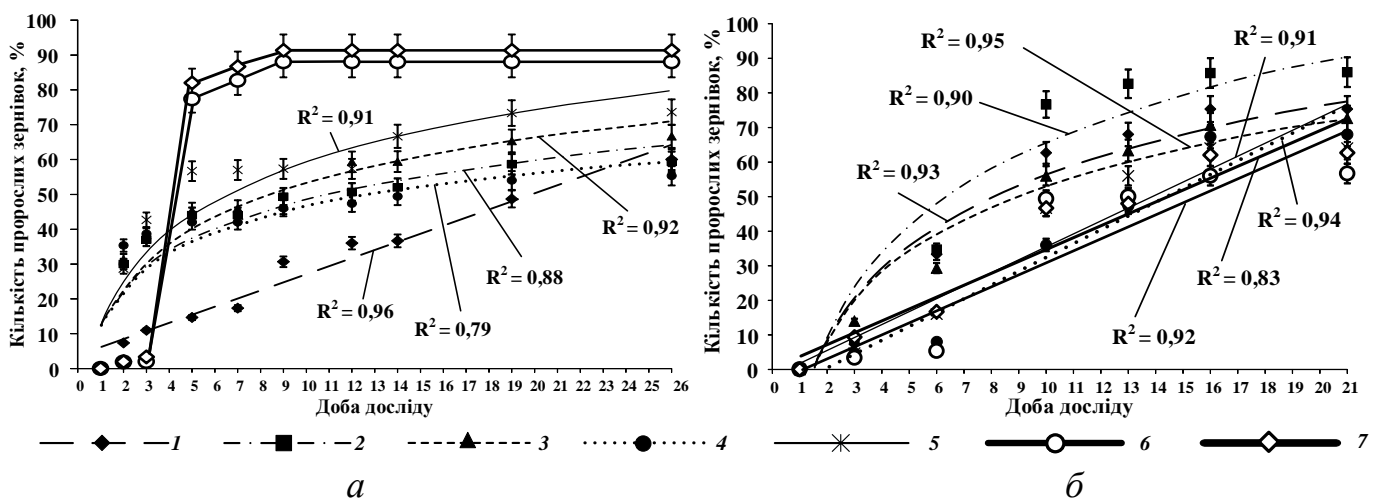 Кількість пророслих зернівок, %
100
90
80
70
60
50
40
30
20
10
0
R² = 0,91
R² = 0,92
R² = 0,88
R² = 0,79
R² = 0,96
0 1 2 3 4 5 6 7 8 9 10 11 12 13 14 15 16 17 18 19 20 21 22 23 24 25 26
Доба досліду
Кількість пророслих зернівок, %
100
90
80
70
60
50
40
30
20
10
0
R² = 0,95
R² = 0,91
R² = 0,90
R² = 0,93
R² = 0,94
R² = 0,83
R² = 0,92
0 1 2 3 4 5 6 7 8 9 10 11 12 13 14 15 16 17 18 19 20 21
Доба досліду
1 2 3 4 5 6 7
а б